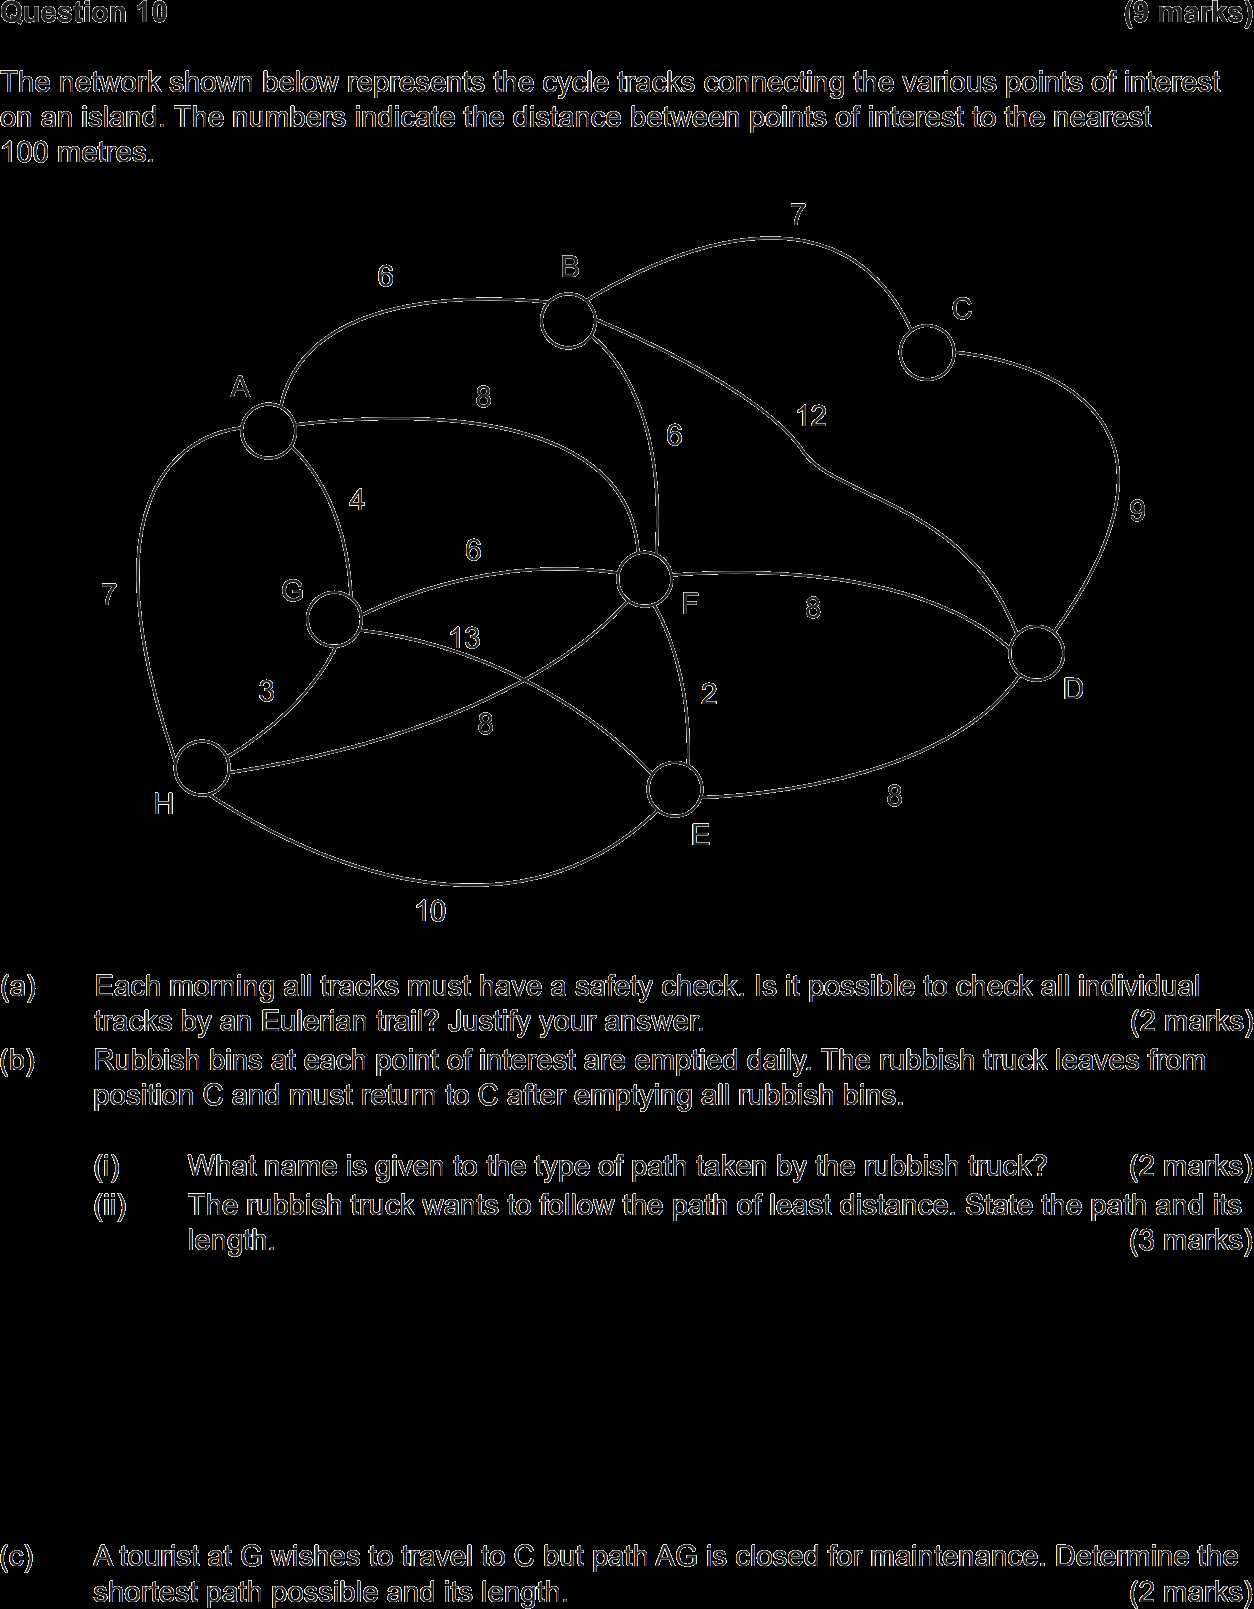 Question 10 (9 marks)
The network shown below represents the cycle tracks connecting the various points of interest
on an island. The numbers indicate the distance between points of interest to the nearest
100 metres.
7
B
6
C
A
8
12
6
4
9
6
G
7
F
8
13
3
2
D
8
H
8
E
10
(a) Each morning all tracks must have a safety check. Is it possible to check all individual
tracks by an Eulerian trail? Justify your answer. (2 marks)
(b) Rubbish bins at each point of interest are emptied daily. The rubbish truck leaves from
position C and must return to C after emptying all rubbish bins.
(i) What name is given to the type of path taken by the rubbish truck? (2 marks)
(ii) The rubbish truck wants to follow the path of least distance. State the path and its
length. (3 marks)
(c) A tourist at G wishes to travel to C but path AG is closed for maintenance. Determine the
shortest path possible and its length. (2 marks)